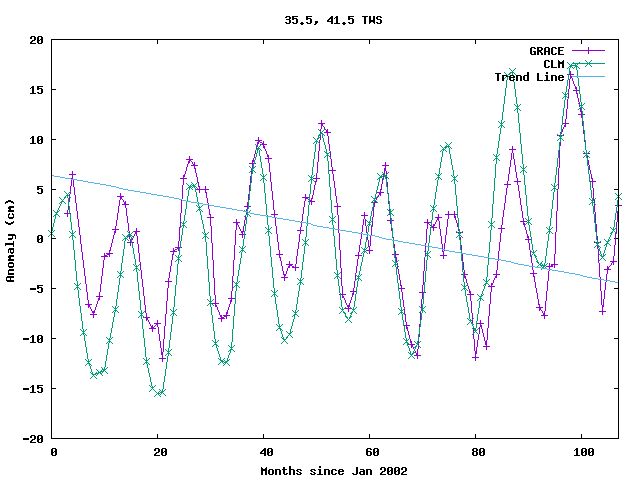 35.5, 41.5 TWS
GRACE
CLM
Trend Line
20
15
10
5
0
-5
-10
-15
-20
Anomaly (cm)
0 20 40 60 80 100
Months since Jan 2002